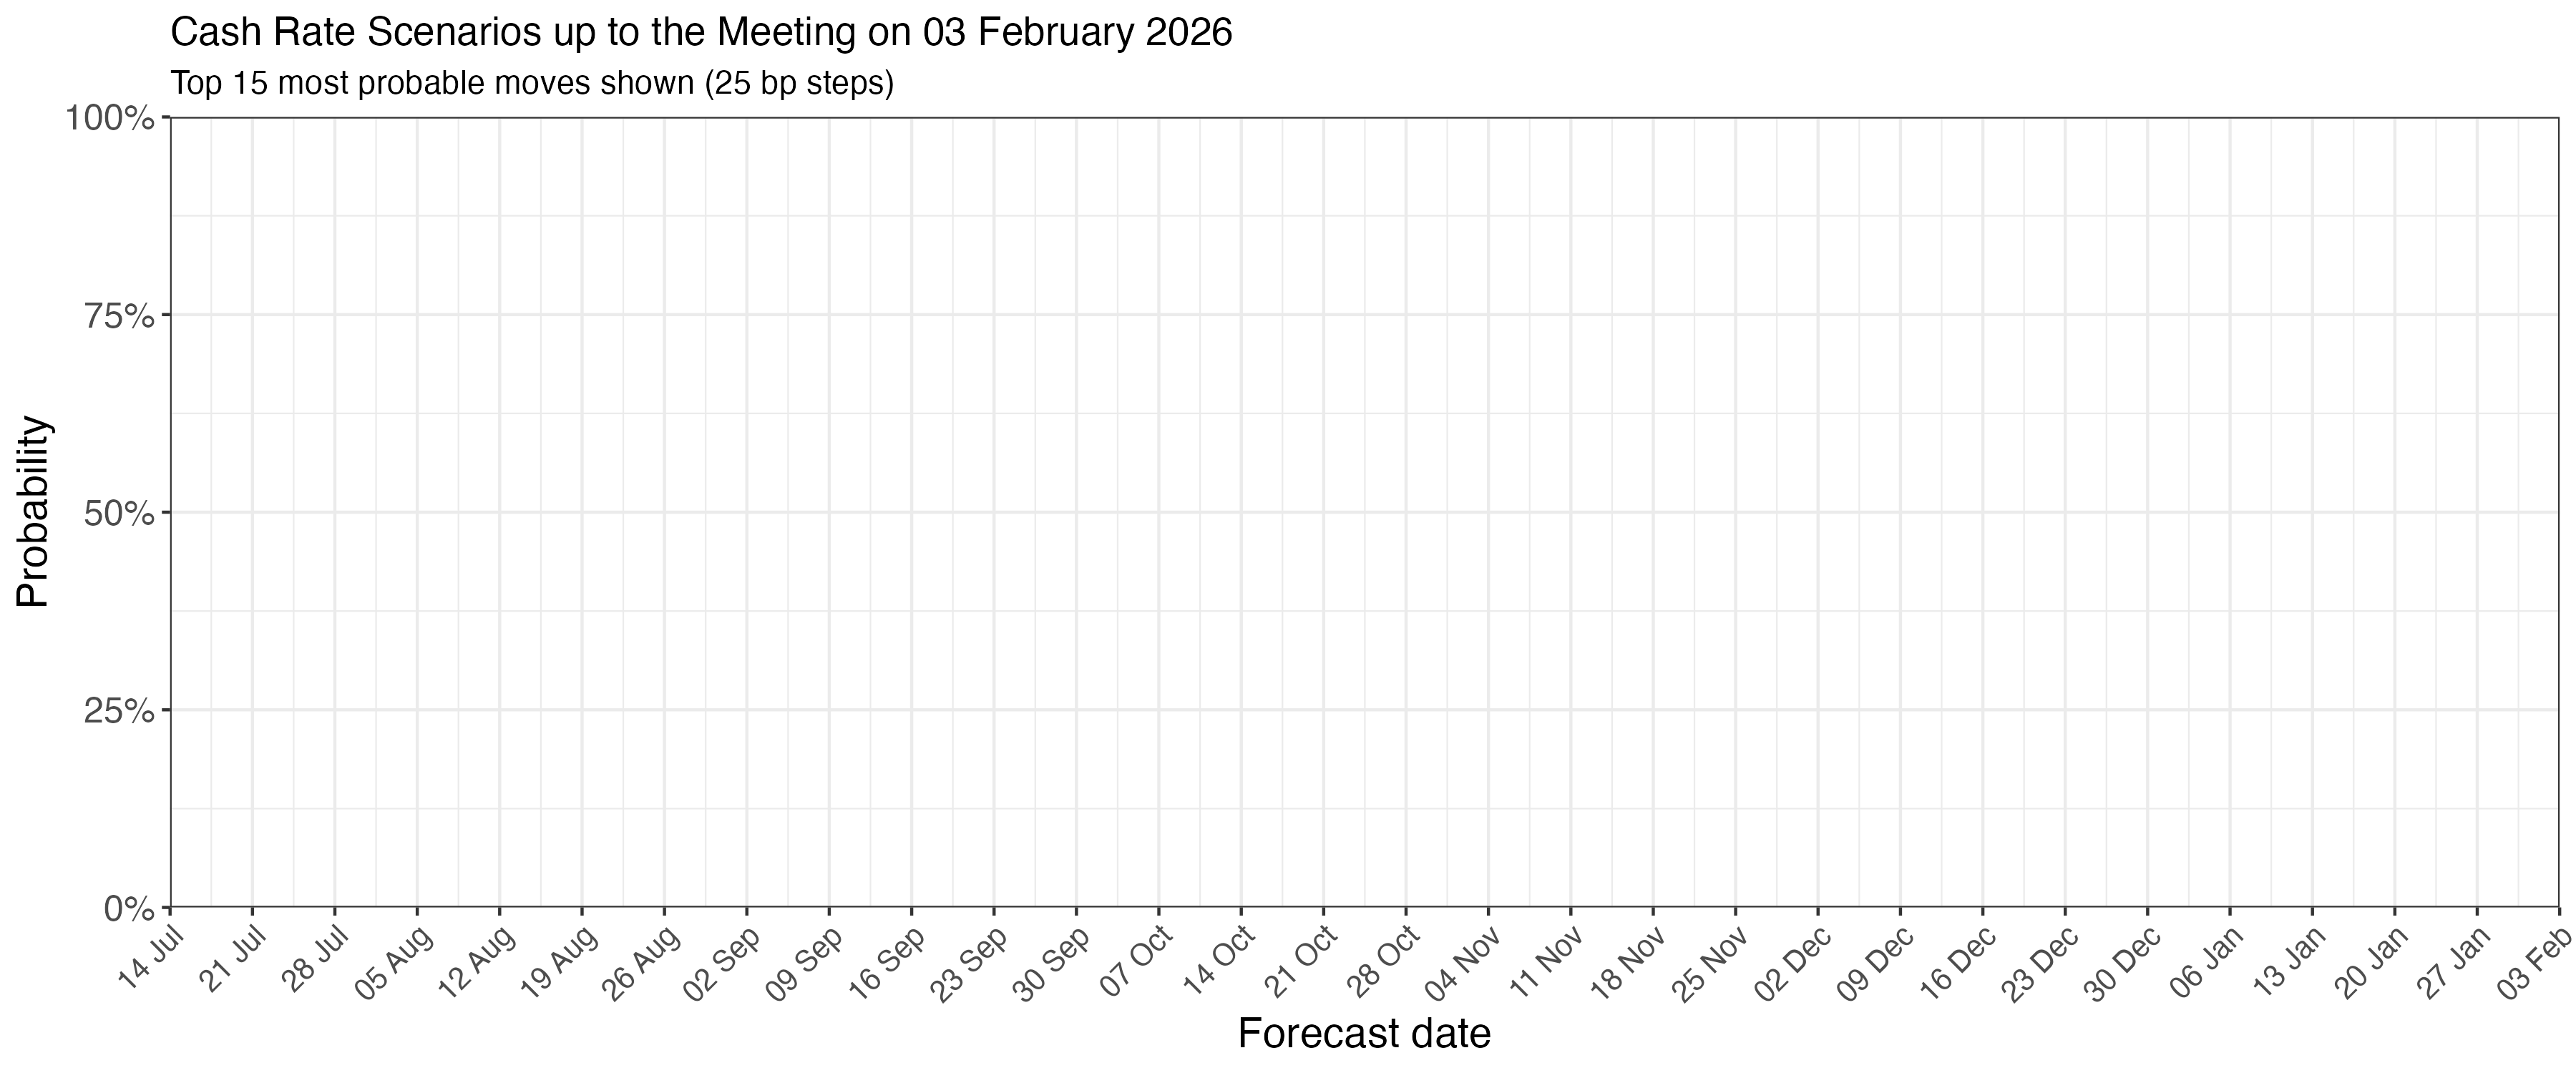 Cash Rate Scenarios up to the Meeting on 03 February 2026
Top 15 most probable moves shown (25 bp steps)
100%
75%
50%
25%
0%
Probability
14 Jul
21 Jul
28 Jul
05 Aug
12 Aug
19 Aug
26 Aug
02 Sep
09 Sep
16 Sep
23 Sep
30 Sep
07 Oct
14 Oct
21 Oct
28 Oct
04 Nov
11 Nov
18 Nov
25 Nov
02 Dec
09 Dec
16 Dec
23 Dec
30 Dec
06 Jan
13 Jan
20 Jan
27 Jan
03 Feb
Forecast date